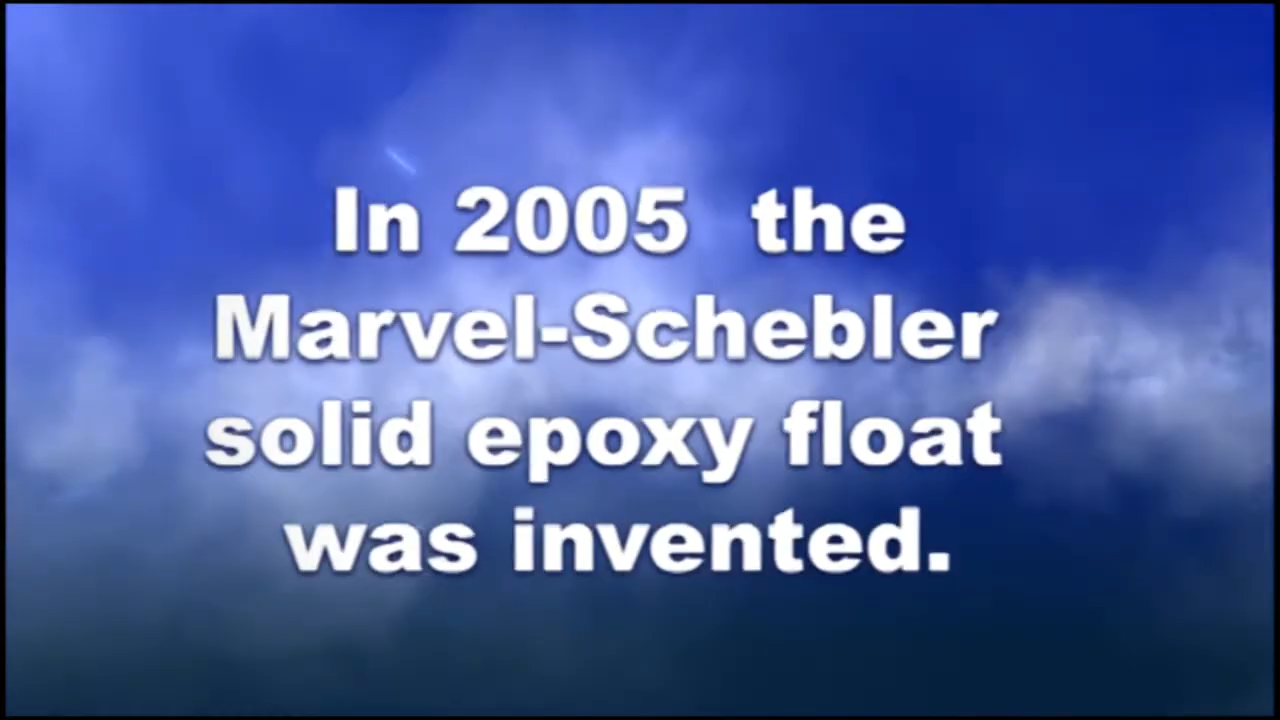 In 2005  the
Marvel-Schebler
solid epoxy float
was invented.